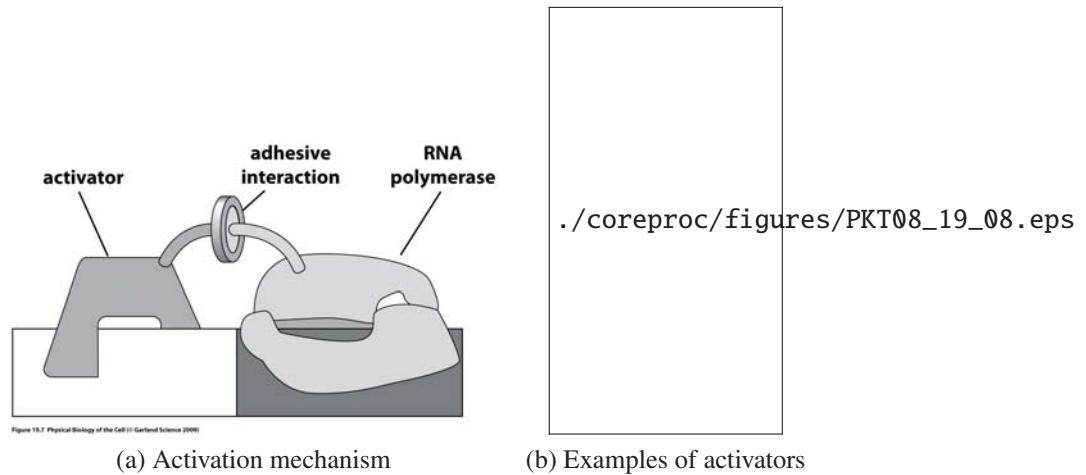 activator
adhesive
interaction
RNA
polymerase
Figure 19.7 Physical Biology of the Cell (© Garland Science 2009)
(a) Activation mechanism
./coreproc/figures/PKT08_19_08.eps
(b) Examples of activators